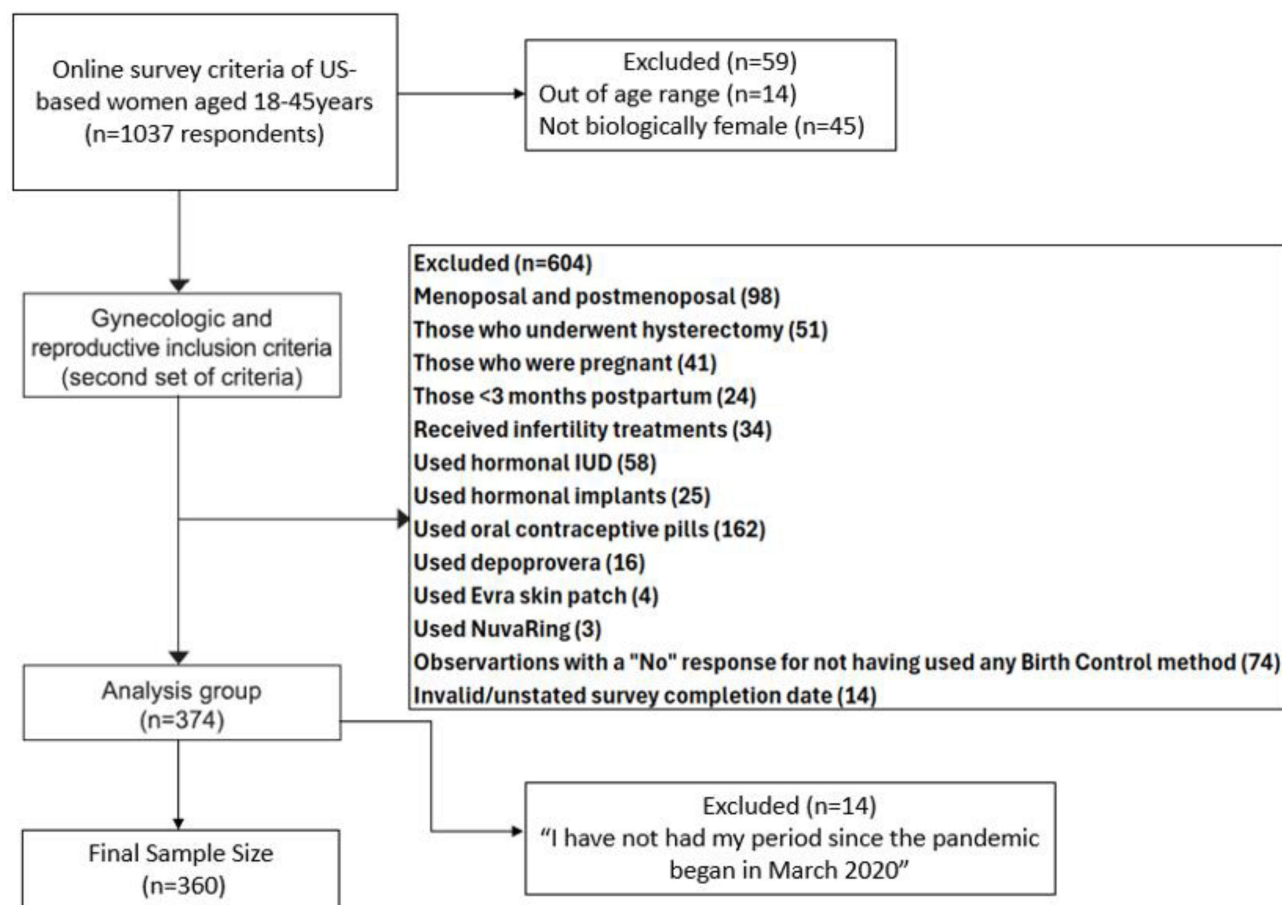 Online survey criteria of US-
based women aged 18-45years
(n=1037 respondents)
Excluded (n=59)
Out of age range (n=14)
Not biologically female (n=45)
Gynecologic and
reproductive inclusion criteria
(second set of criteria)
Excluded (n=604)
Menoposal and postmenoposal (98)
Those who underwent hysterectomy (51)
Those who were pregnant (41)
Those <3 months postpartum (24)
Received infertility treatments (34)
Used hormonal IUD (58)
Used hormonal implants (25)
Used oral contraceptive pills (162)
Used depoprovera (16)
Used Evra skin patch (4)
Used NuvaRing (3)
Observartions with a "No" response for not having used any Birth Control method (74)
Invalid/unstated survey completion date (14)
Analysis group
(n=374)
Excluded (n=14)
“I have not had my period since the pandemic
began in March 2020”
Final Sample Size
(n=360)